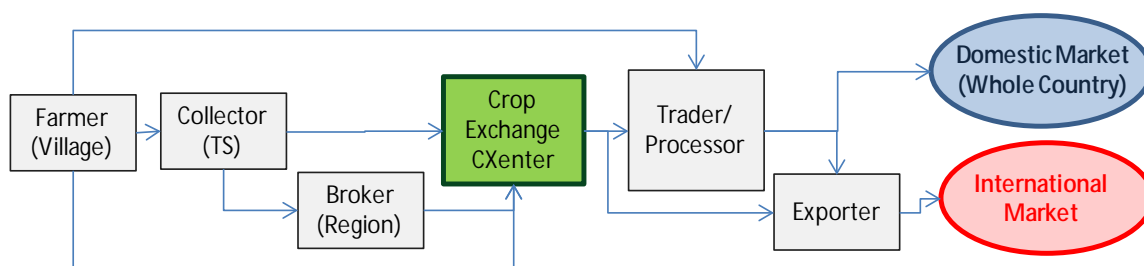 Farmer
(Village)
Collector
(TS)
Broker
(Region)
Crop
Exchange
CXenter
Trader/
Processor
Exporter
Domestic Market
(Whole Country)
International
Market